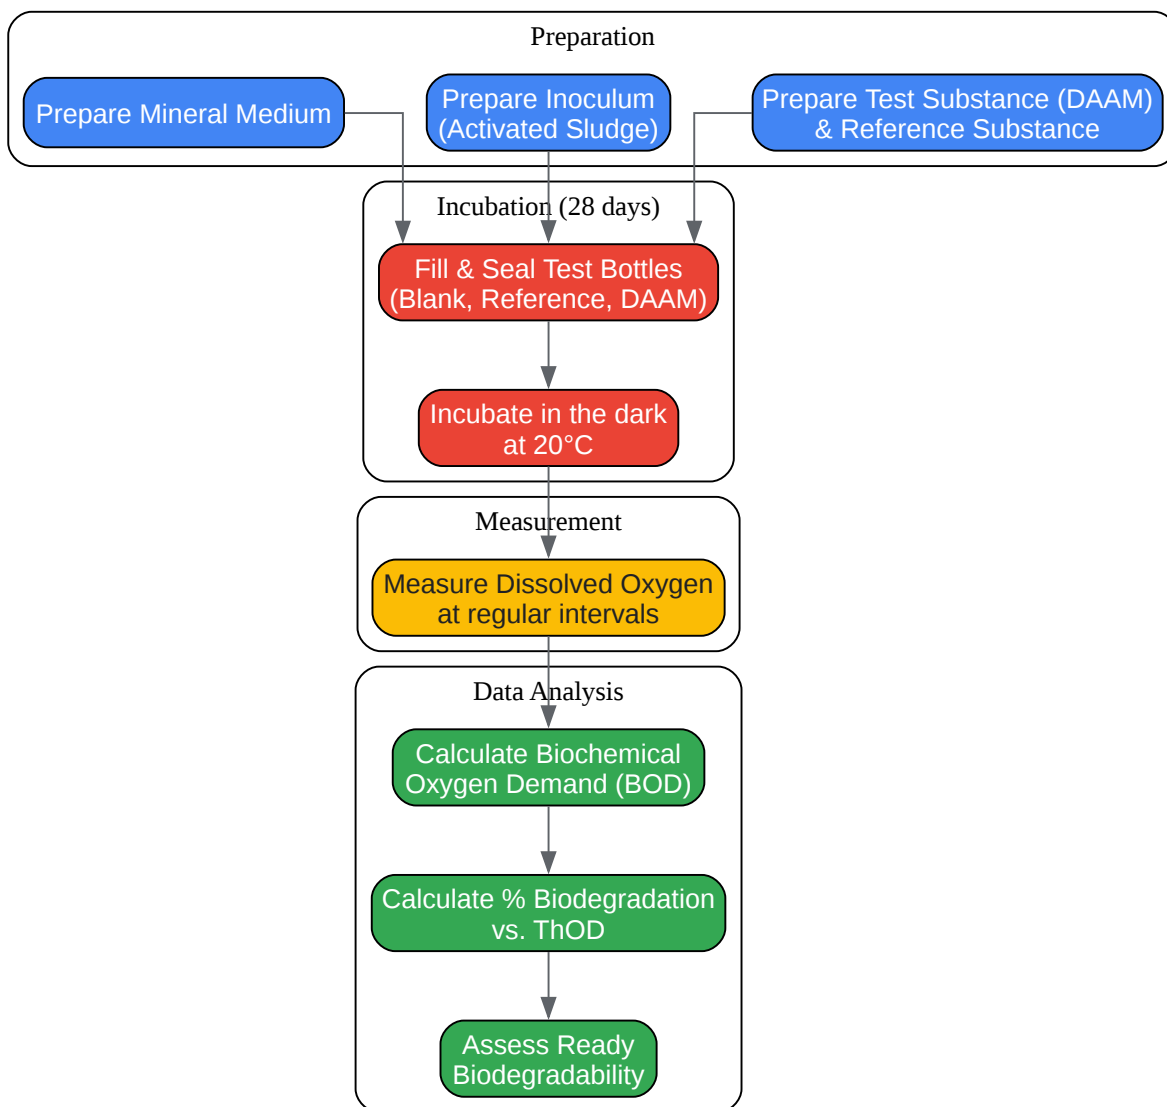 Preparation
Prepare Mineral Medium
Prepare Inoculum
(Activated Sludge)
Prepare Test Substance (DAAM)
& Reference Substance
Incubation (28 days)
Fill & Seal Test Bottles
(Blank, Reference, DAAM)
Incubate in the dark
at 20°C
Measurement
Measure Dissolved Oxygen
at regular intervals
Data Analysis
Calculate Biochemical
Oxygen Demand (BOD)
Calculate % Biodegradation
vs. ThOD
Assess Ready
Biodegradability